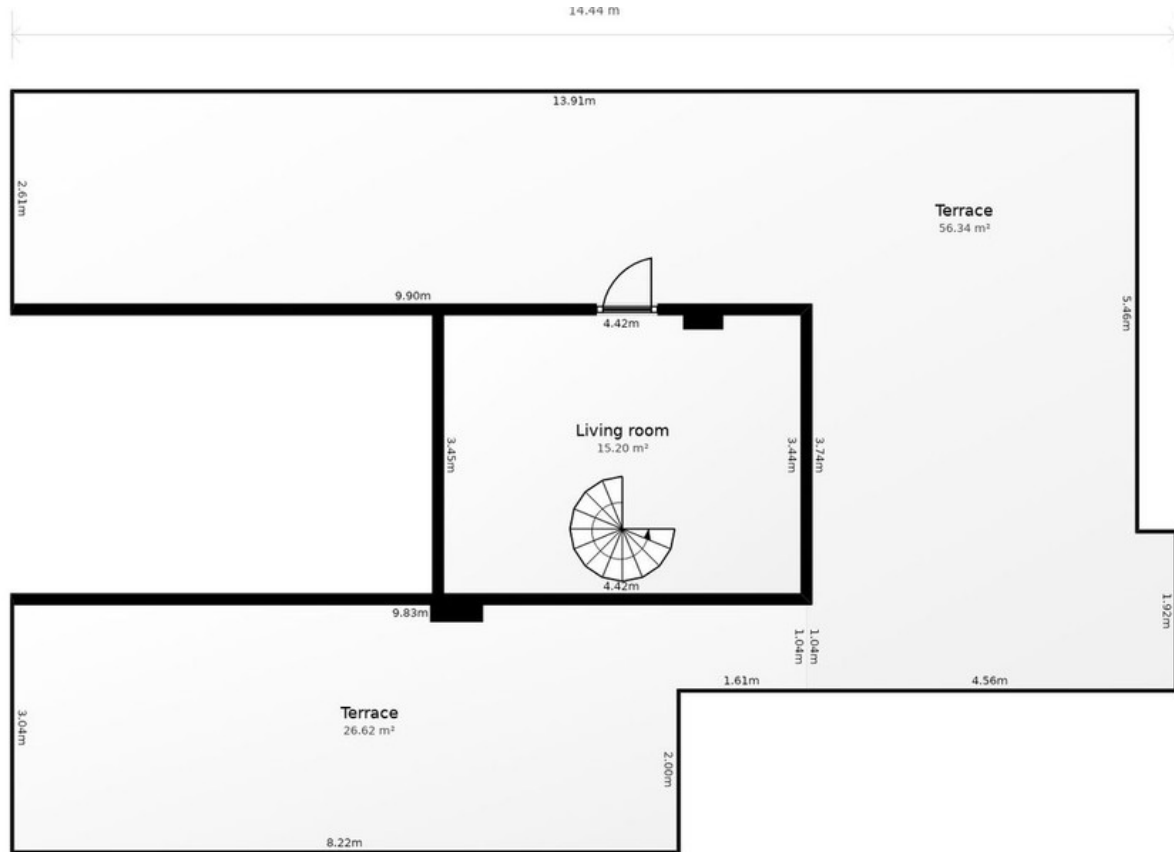 14.44 m
13.91m
2.61m
Terrace
56.34 m²
9.90m
4.42m
5.46m
Living room
15.20 m²
3.45m
3.44m
3.74m
4.42m
9.83m
1.92m
1.04m
1.04m
1.61m
4.56m
Terrace
26.62 m²
3.04m
2.00m
8.22m